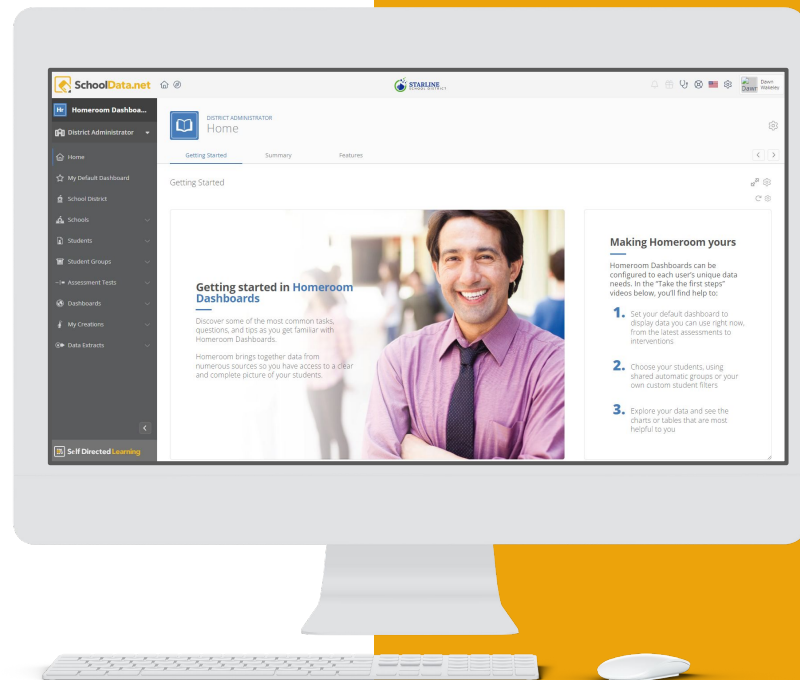 SchoolData.net
STARLINE
SCHOOL DISTRICT
Dawn
Dawn
Wakeley
Hr Homeroom Dashboa...
District Administrator
Home
My Default Dashboard
School District
Schools
Students
Student Groups
Assessment Tests
Dashboards
My Creations
Data Extracts
Self Directed Learning
DISTRICT ADMINISTRATOR
Home
Getting Started Summary Features
Getting Started
Getting started in Homeroom
Dashboards
Discover some of the most common tasks,
questions, and tips as you get familiar with
Homeroom Dashboards.
Homeroom brings together data from
numerous sources so you have access to a clear
and complete picture of your students.
Making Homeroom yours
Homeroom Dashboards can be
configured to each user's unique data
needs. In the "Take the first steps"
videos below, you'll find help to:
1. Set your default dashboard to
display data you can use right now,
from the latest assessments to
interventions
2. Choose your students, using
shared automatic groups or your
own custom student filters
3. Explore your data and see the
charts or tables that are most
helpful to you